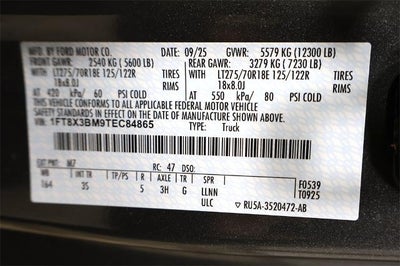 MFD. BY FORD MOTOR CO. DATE: 09/25 GVWR: 5579 KG (12300 LB)
FRONT GAWR: 2540 KG (5600 LB) REAR GAWR: 3279 KG (7230 LB)
LT275/70R18E 125/122R TIRES LT275/70R18E 125/122R TIRES
18x8.0J RIMS 18x8.0J RIMS
AT 420 kPa/ 60 PSI COLD AT 550 kPa/ 80 PSI COLD
THIS VEHICLE CONFORMS TO ALL APPLICABLE FEDERAL MOTOR VEHICLE
SAFETY STANDARDS IN EFFECT ON THE DATE OF MANUFACTURE SHOWN ABOVE.
VIN: 1FT8X3BM9TEC84865 TYPE: Truck
EXT PNT: M7 RC: 47 DSO:
WB INT TR TP/PS R AXLE TR SPR F0539
164 3S 5 3H G LLNN T0925
ULC RU5A-3520472-AB